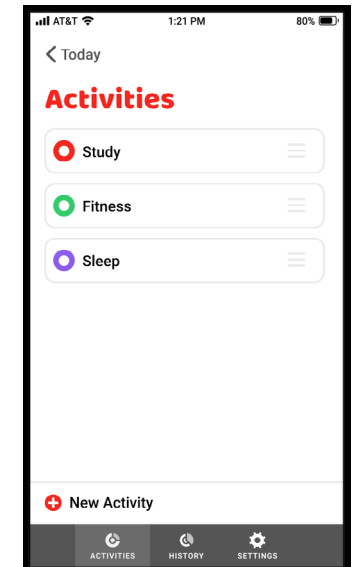 AT&T 1:21 PM 80%
Today
Activities
Study
Fitness
Sleep
New Activity
ACTIVITIES HISTORY SETTINGS